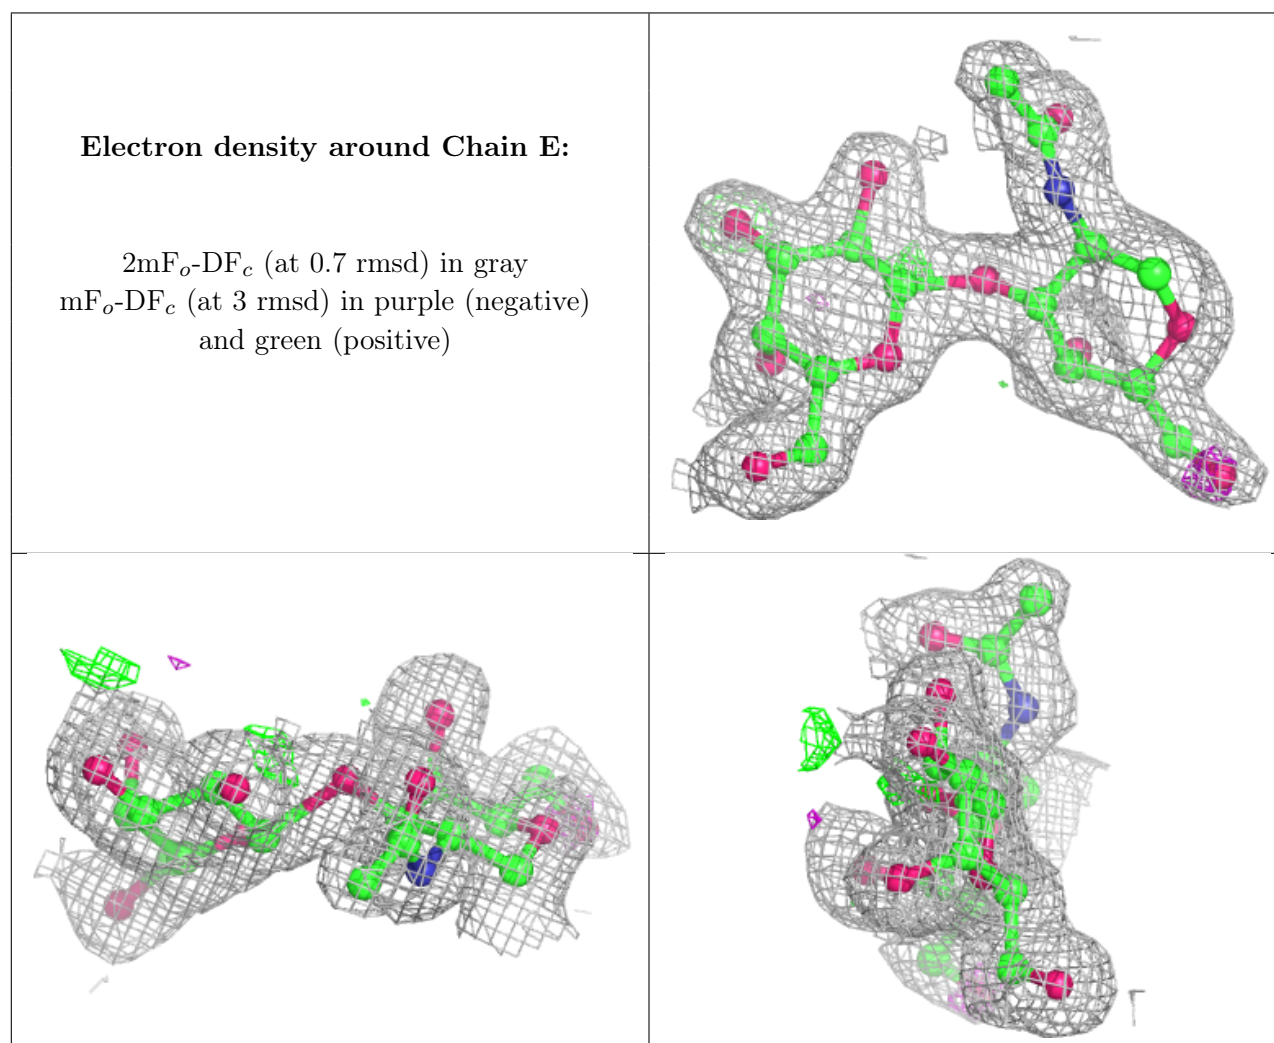 Electron density around Chain E:
2mFo-DFc (at 0.7 rmsd) in gray
mFo-DFc (at 3 rmsd) in purple (negative)
and green (positive)